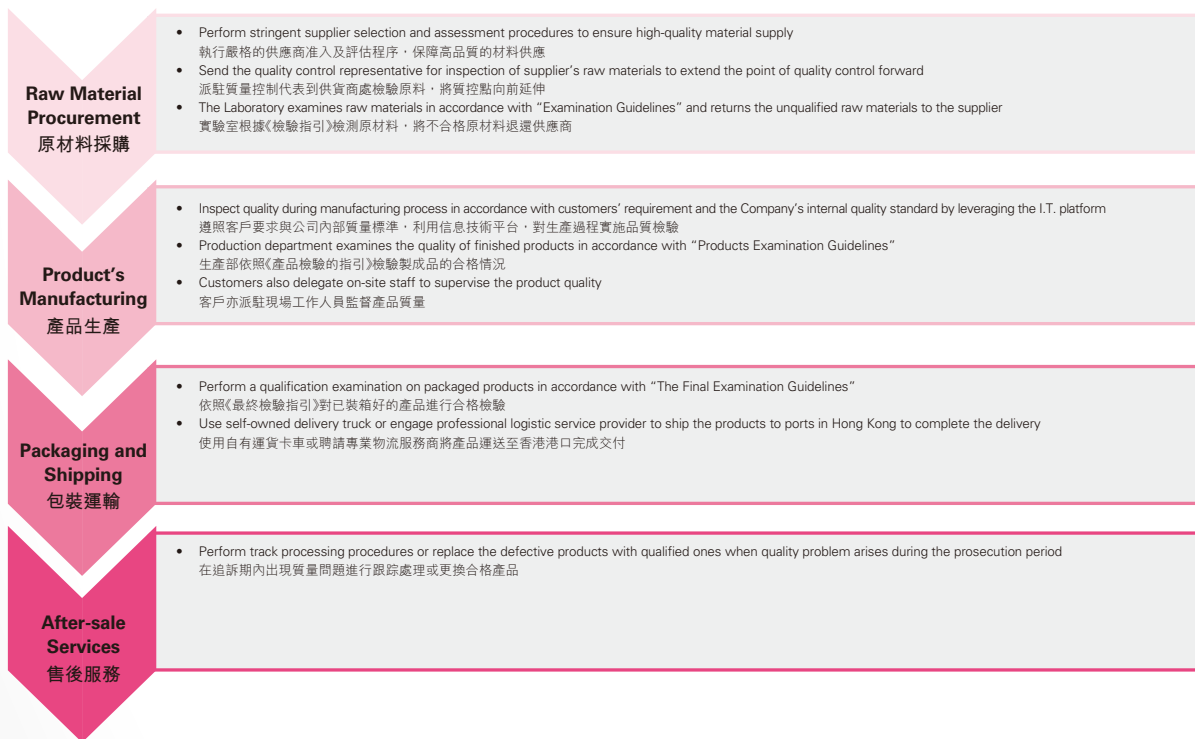 Raw Material
Procurement
原材料採購
• Perform stringent supplier selection and assessment procedures to ensure high-quality material supply
執行嚴格的供應商准入及評估程序，保障高品質的材料供應
• Send the quality control representative for inspection of supplier's raw materials to extend the point of quality control forward
派駐質量控制代表到供貨商處檢驗原料，將質控點向前延伸
• The Laboratory examines raw materials in accordance with “Examination Guidelines” and returns the unqualified raw materials to the supplier
實驗室根據《檢驗指引》檢測原材料，將不合格原材料退還供應商
Product's
Manufacturing
產品生產
• Inspect quality during manufacturing process in accordance with customers' requirement and the Company's internal quality standard by leveraging the I.T. platform
遵照客戶要求與公司內部質量標準，利用信息技術平台，對生產過程實施品質檢驗
• Production department examines the quality of finished products in accordance with “Products Examination Guidelines”
生產部依照《產品檢驗的指引》檢驗製成品的合格情況
• Customers also delegate on-site staff to supervise the product quality
客戶亦派駐現場工作人員監督產品質量
Packaging and
Shipping
包裝運輸
• Perform a qualification examination on packaged products in accordance with “The Final Examination Guidelines”
依照《最終檢驗指引》對已裝箱好的產品進行合格檢驗
• Use self-owned delivery truck or engage professional logistic service provider to ship the products to ports in Hong Kong to complete the delivery
使用自有運貨卡車或聘請專業物流服務商將產品運送至香港港口完成交付
After-sale
Services
售後服務
• Perform track processing procedures or replace the defective products with qualified ones when quality problem arises during the prosecution period
在追訴期內出現質量問題進行跟踪處理或更換合格產品